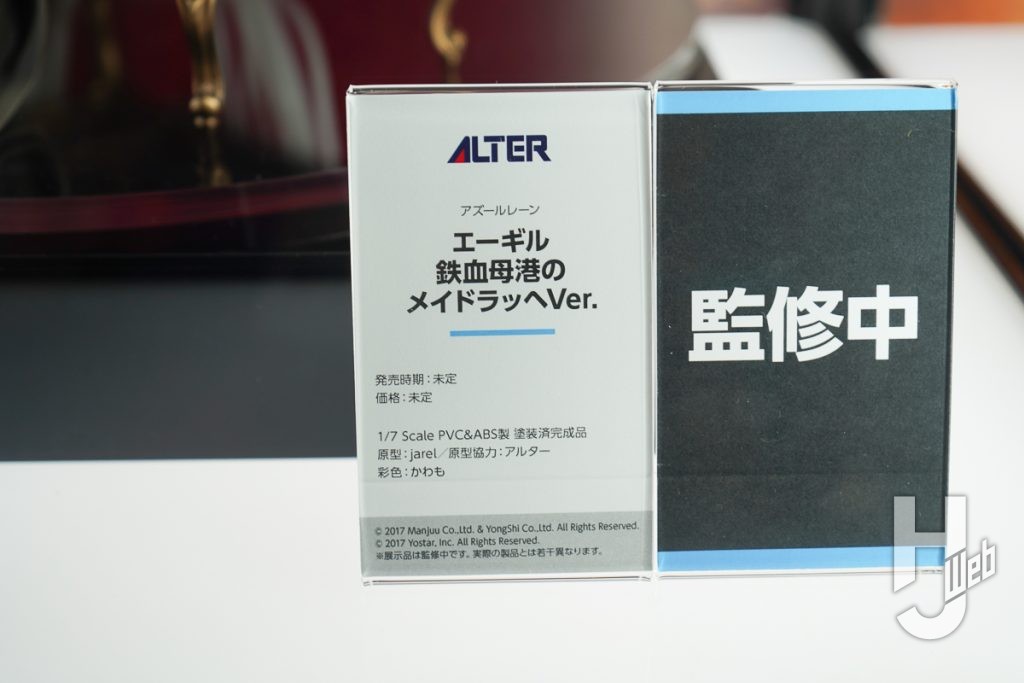 ALTER
アズールレーン
エーギル
鉄血母港の
メイドラッヘVer.
発売時期：未定
価格：未定
1/7 Scale PVC&ABS製 塗装済完成品
原型：jarel／原型協力：アルター
彩色：かわも
© 2017 Manjuu Co.,Ltd. & YongShi Co.,Ltd. All Rights Reserved.
© 2017 Yostar, Inc. All Rights Reserved.
※展示品は監修中です。実際の製品とは若干異なります。
監修中
HJ Web